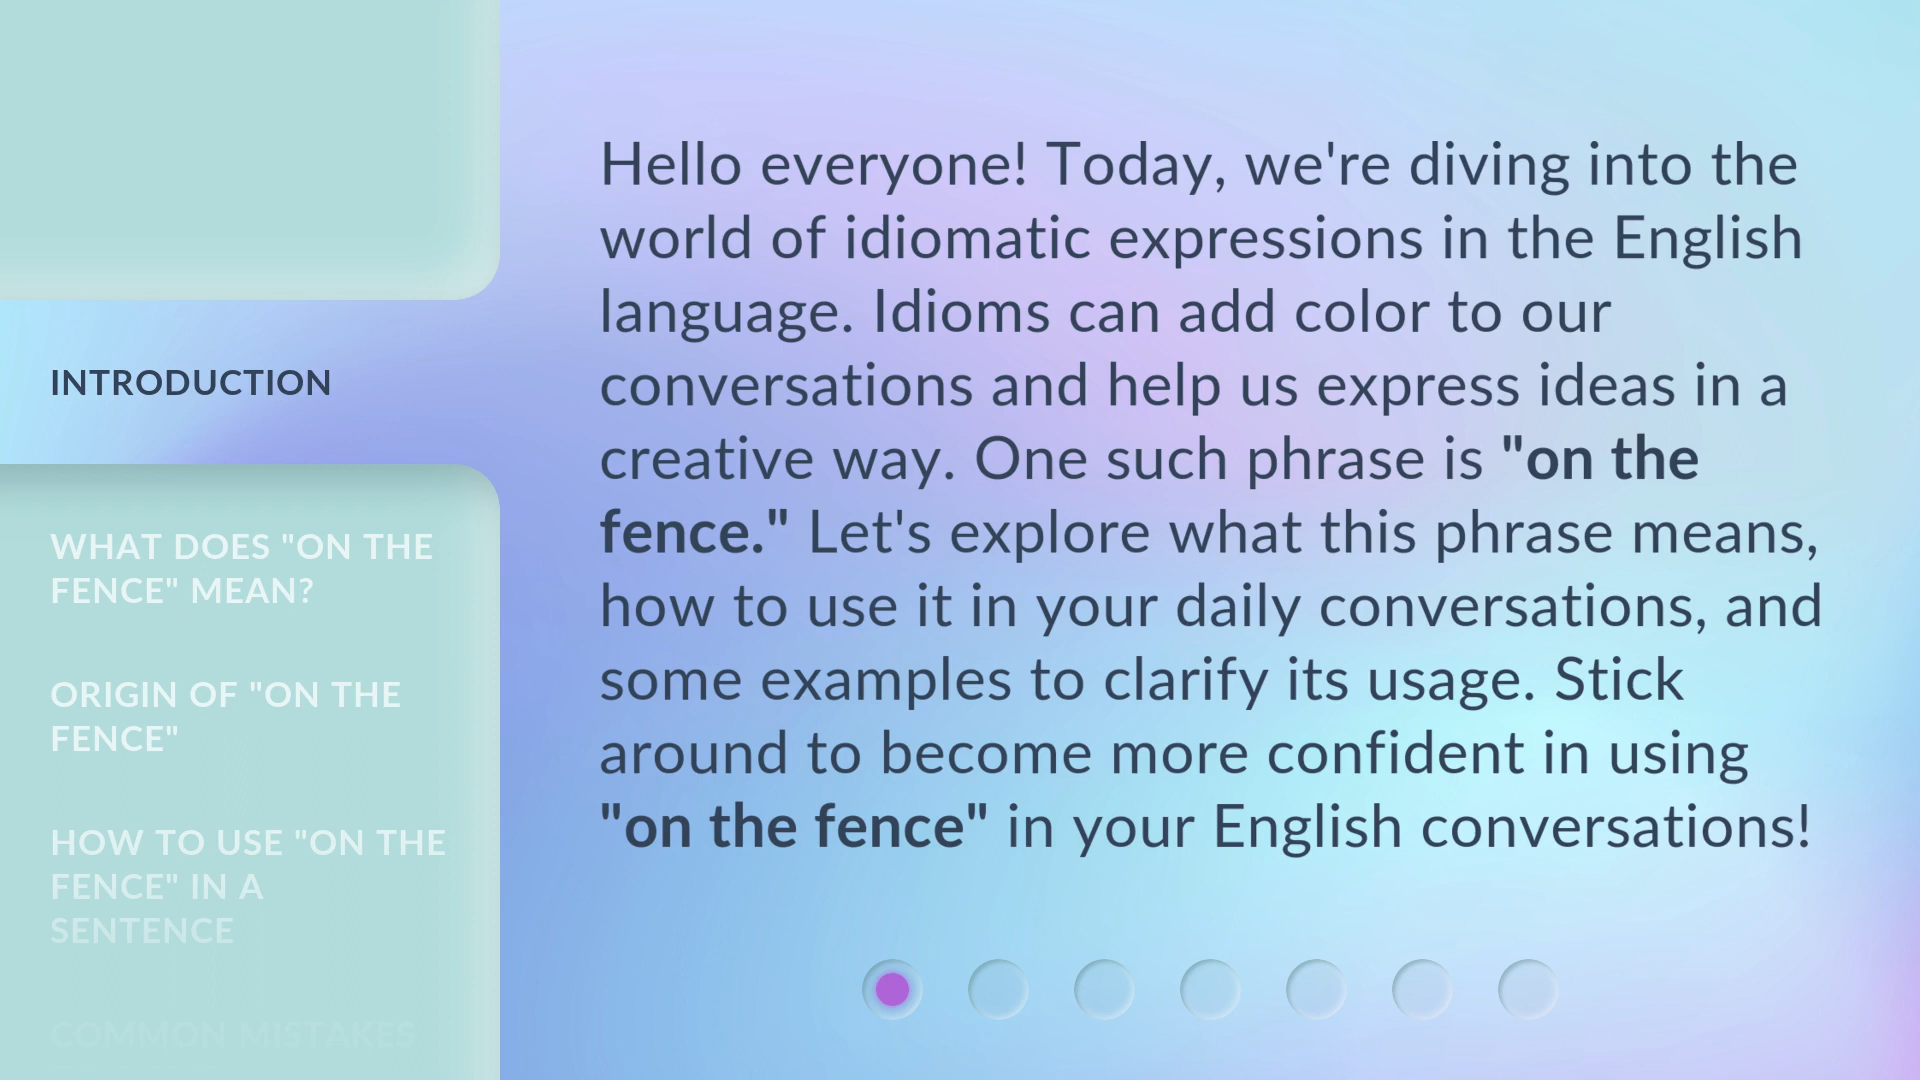 INTRODUCTION
WHAT DOES "ON THE
FENCE" MEAN?
ORIGIN OF "ON THE
FENCE"
HOW TO USE "ON THE
FENCE" IN A
SENTENCE
COMMON MISTAKES
Hello everyone! Today, we're diving into the
world of idiomatic expressions in the English
language. Idioms can add color to our
conversations and help us express ideas in a
creative way. One such phrase is "on the
fence." Let's explore what this phrase means,
how to use it in your daily conversations, and
some examples to clarify its usage. Stick
around to become more confident in using
"on the fence" in your English conversations!